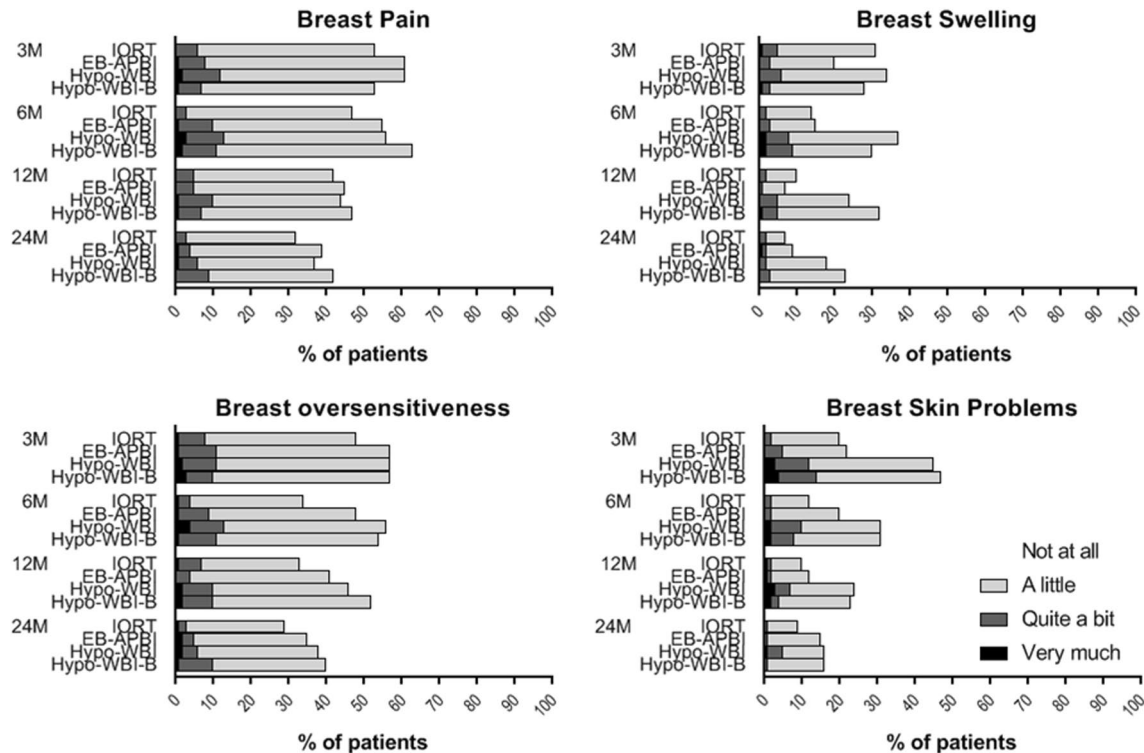 Breast Pain
3M IORT
EB-APBI
Hypo-WBI
Hypo-WBI-B
6M IORT
EB-APBI
Hypo-WBI
Hypo-WBI-B
12M IORT
EB-APBI
Hypo-WBI
Hypo-WBI-B
24M IORT
EB-APBI
Hypo-WBI
Hypo-WBI-B
0 10 20 30 40 50 60 70 80 90 100
% of patients
Breast Swelling
3M IORT
EB-APBI
Hypo-WBI
Hypo-WBI-B
6M IORT
EB-APBI
Hypo-WBI
Hypo-WBI-B
12M IORT
EB-APBI
Hypo-WBI
Hypo-WBI-B
24M IORT
EB-APBI
Hypo-WBI
Hypo-WBI-B
0 10 20 30 40 50 60 70 80 90 100
% of patients
Breast oversensitiveness
3M IORT
EB-APBI
Hypo-WBI
Hypo-WBI-B
6M IORT
EB-APBI
Hypo-WBI
Hypo-WBI-B
12M IORT
EB-APBI
Hypo-WBI
Hypo-WBI-B
24M IORT
EB-APBI
Hypo-WBI
Hypo-WBI-B
0 10 20 30 40 50 60 70 80 90 100
% of patients
Breast Skin Problems
3M IORT
EB-APBI
Hypo-WBI
Hypo-WBI-B
6M IORT
EB-APBI
Hypo-WBI
Hypo-WBI-B
12M IORT
EB-APBI
Hypo-WBI
Hypo-WBI-B
24M IORT
EB-APBI
Hypo-WBI
Hypo-WBI-B
0 10 20 30 40 50 60 70 80 90 100
% of patients
Not at all
A little
Quite a bit
Very much